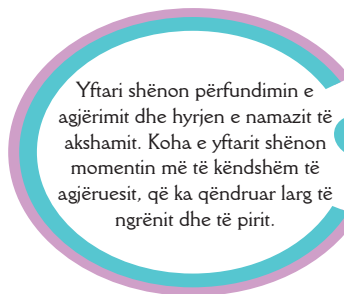 Yftari shënon përfundimin e
agjërimit dhe hyrjen e namazit të
akshamit. Koha e yftarit shënon
momentin më të këndshëm të
agjëruesit, që ka qëndruar larg të
ngrënit dhe të pirit.